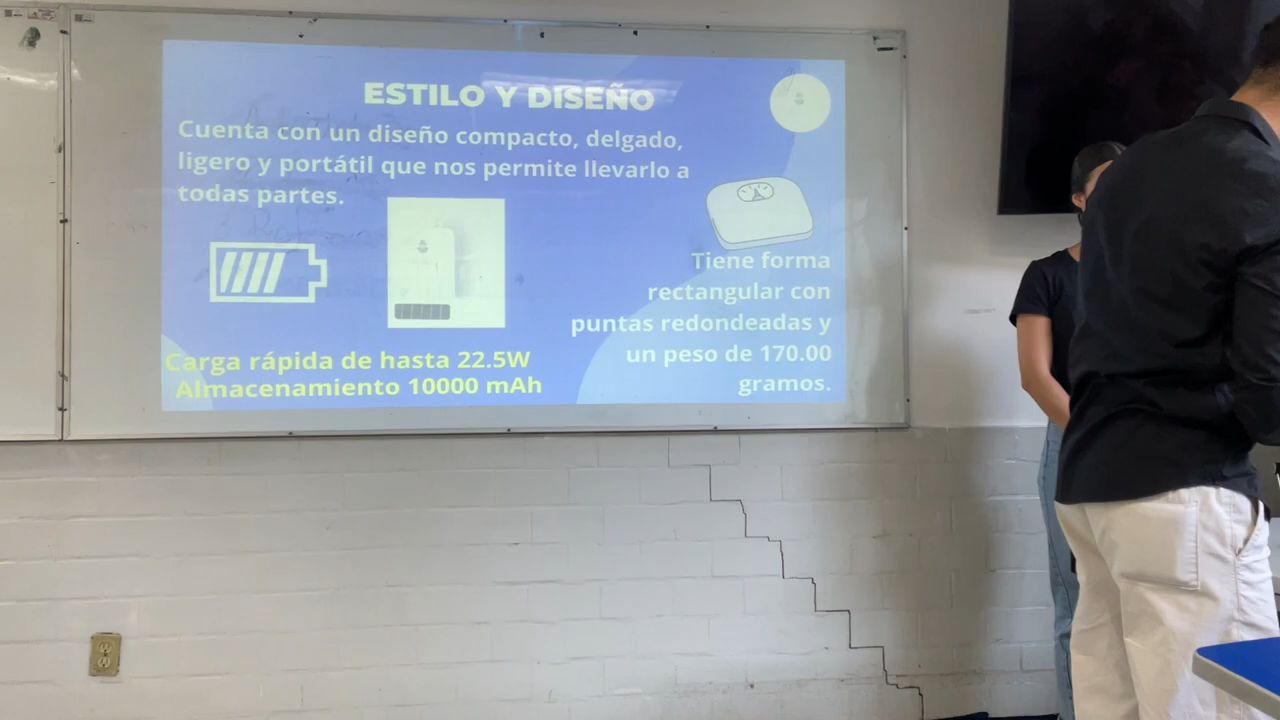 ESTILO Y DISEÑO
Cuenta con un diseño compacto, delgado,
ligero y portátil que nos permite llevarlo a
todas partes.
Tiene forma
rectangular con
puntas redondeadas y
un peso de 170.00
gramos.
Carga rápida de hasta 22.5W
Almacenamiento 10000 mAh